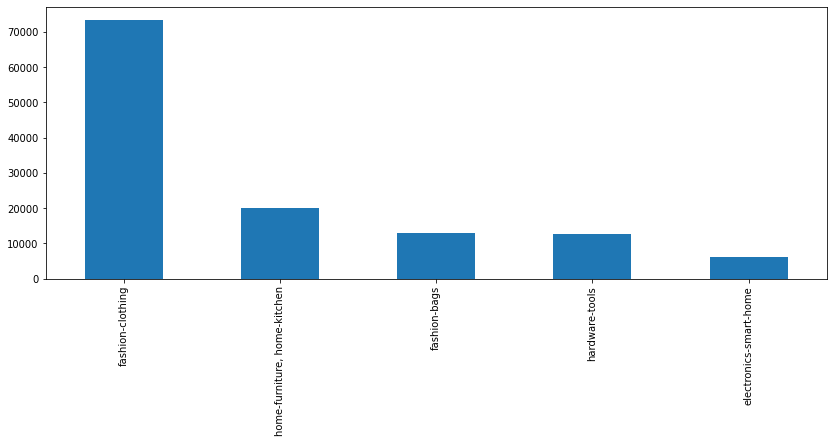 70000
60000
50000
40000
30000
20000
10000
0
fashion-clothing
home-furniture, home-kitchen
fashion-bags
hardware-tools
electronics-smart-home